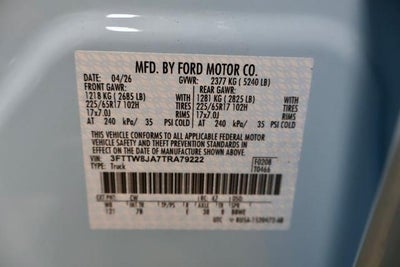 MFD. BY FORD MOTOR CO.
DATE: 04/26 GVWR: 2377 KG ( 5240 LB)
FRONT GAWR: REAR GAWR:
1218 KG ( 2685 LB) WITH 1281 KG ( 2825 LB) WITH
225/65R17 102H TIRES 225/65R17 102H TIRES
17x7.0J RIMS 17x7.0J RIMS
AT 240 kPa/ 35 PSI COLD AT 240 kPa/ 35 PSI COLD
THIS VEHICLE CONFORMS TO ALL APPLICABLE FEDERAL MOTOR
VEHICLE SAFETY AND THEFT PREVENTION STANDARDS IN EFFECT
ON THE DATE OF MANUFACTURE SHOWN ABOVE.
VIN: 3FTTW8JA7TRA79222 F0208
TYPE: Truck T0466